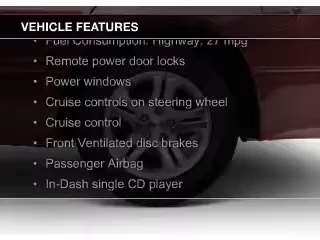 VEHICLE FEATURES
• Fuel Consumption: Highway: 27 mpg
• Remote power door locks
• Power windows
• Cruise controls on steering wheel
• Cruise control
• Front Ventilated disc brakes
• Passenger Airbag
• In-Dash single CD player